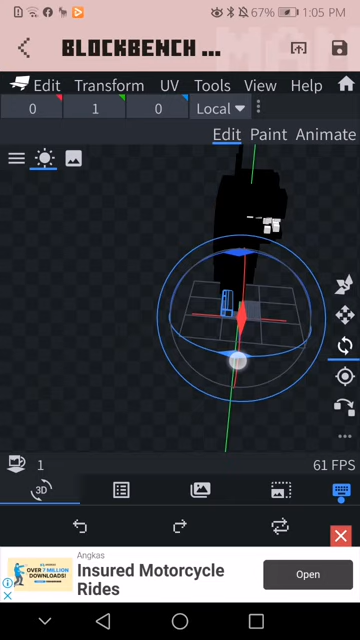 67% 1:05 PM
BLOCKBENCH ...
Edit Transform UV Tools View Help
0 1 0 Local
Edit Paint Animate
1 61 FPS
3D
Angkas
Insured Motorcycle
Rides
OVER 7 MILLION
DOWNLOADS!
Open